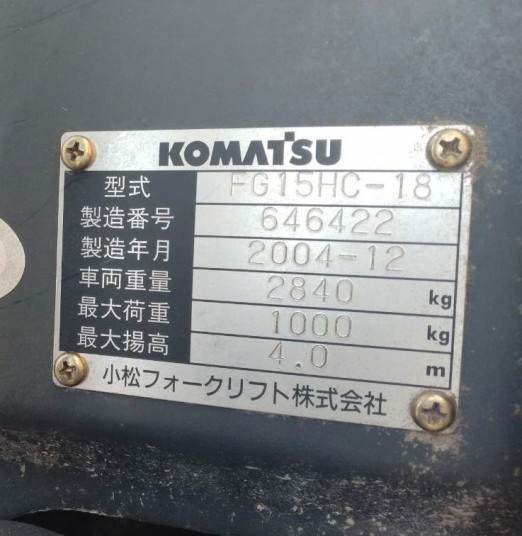 KOMATSU
型式 FG15HC-18
製造番号 646422
製造年月 2004-12
車両重量 2840 kg
最大荷重 1000 kg
最大揚高 4.0 m
小松フォークリフト株式会社